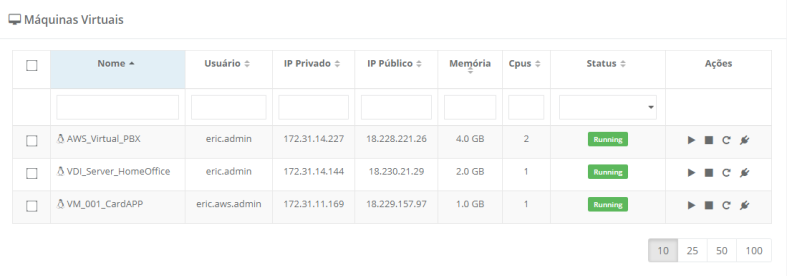 Máquinas Virtuais
Nome Usuário IP Privado IP Público Memória Cpus Status Ações
AWS_Virtual_PBX eric.admin 172.31.14.227 18.228.221.26 4.0 GB 2 Running
VDI_Server_HomeOffice eric.admin 172.31.14.144 18.230.21.29 2.0 GB 1 Running
VM_001_CardAPP eric.aws.admin 172.31.11.169 18.229.157.97 1.0 GB 1 Running
10 25 50 100